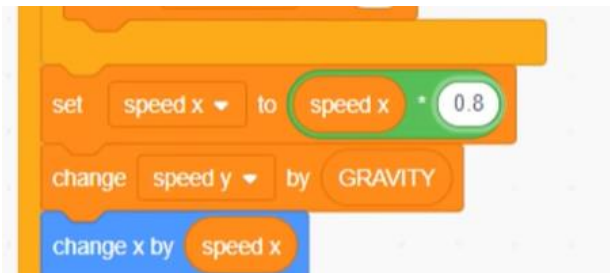 set speed x to speed x * 0.8
change speed y by GRAVITY
change x by speed x